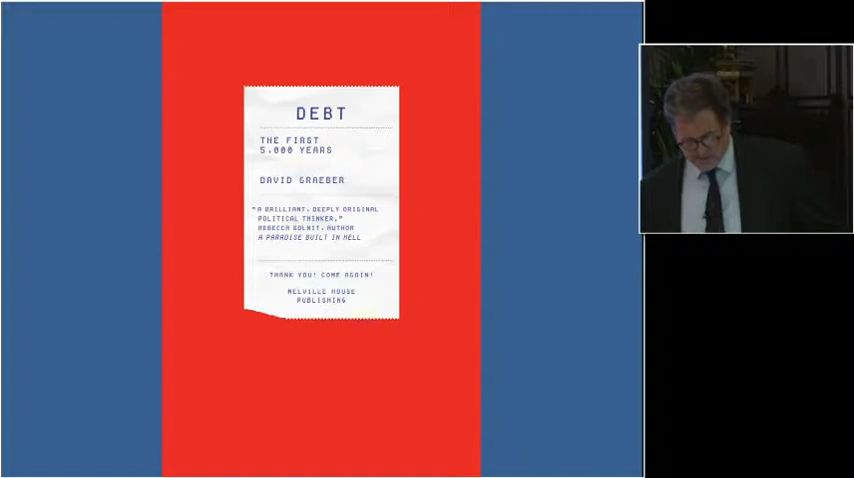 DEBT
THE FIRST
5,000 YEARS
DAVID GRAEBER
"A BRILLIANT, DEEPLY ORIGINAL
POLITICAL THINKER."
REBECCA SOLNIT, AUTHOR
A PARADISE BUILT IN HELL
THANK YOU! COME AGAIN!
MELVILLE HOUSE
PUBLISHING